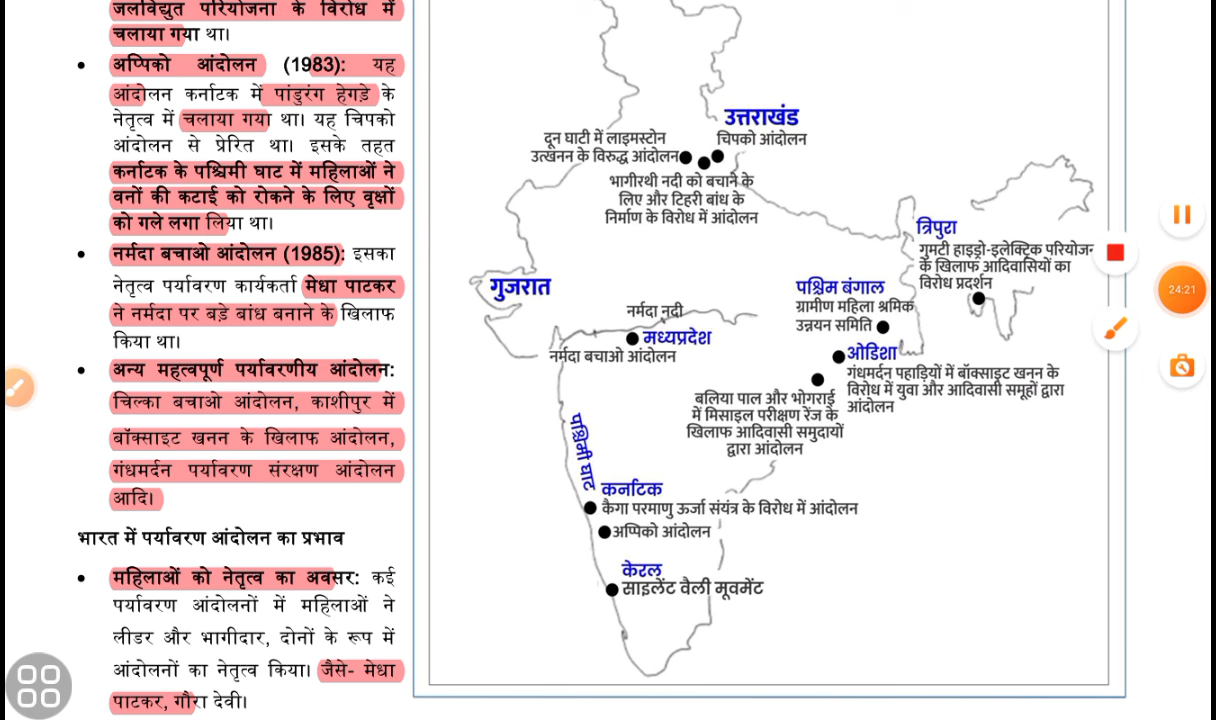 जलविद्युत परियोजना के विरोध में
चलाया गया था।
• अप्पिको आंदोलन (1983): यह
आंदोलन कर्नाटक में पांडुरंग हेगड़े के
नेतृत्व में चलाया गया था। यह चिपको
आंदोलन से प्रेरित था। इसके तहत
कर्नाटक के पश्चिमी घाट में महिलाओं ने
वनों की कटाई को रोकने के लिए वृक्षों
को गले लगा लिया था।
• नर्मदा बचाओ आंदोलन (1985): इसका
नेतृत्व पर्यावरण कार्यकर्ता मेधा पाटकर
ने नर्मदा पर बड़े बांध बनाने के खिलाफ
किया था।
• अन्य महत्वपूर्ण पर्यावरणीय आंदोलन:
चिल्का बचाओ आंदोलन, काशीपुर में
बॉक्साइट खनन के खिलाफ आंदोलन,
गंधमर्दन पर्यावरण संरक्षण आंदोलन
आदि।
भारत में पर्यावरण आंदोलन का प्रभाव
• महिलाओं को नेतृत्व का अवसर: कई
पर्यावरण आंदोलनों में महिलाओं ने
लीडर और भागीदार, दोनों के रूप में
आंदोलनों का नेतृत्व किया। जैसे- मेधा
पाटकर, गौरा देवी।
उत्तराखंड
चिपको आंदोलन
दून घाटी में लाइमस्टोन
उत्खनन के विरुद्ध आंदोलन
भागीरथी नदी को बचाने के
लिए और टिहरी बांध के
निर्माण के विरोध में आंदोलन
त्रिपुरा
गुमटी हाइड्रो-इलेक्ट्रिक परियोजन
के खिलाफ आदिवासियों का
विरोध प्रदर्शन
गुजरात
पश्चिम बंगाल
ग्रामीण महिला श्रमिक
उन्नयन समिति
नर्मदा नदी
मध्यप्रदेश
नर्मदा बचाओ आंदोलन
ओडिशा
गंधमर्दन पहाड़ियों में बॉक्साइट खनन के
विरोध में युवा और आदिवासी समूहों द्वारा
आंदोलन
बलिया पाल और भोगराई
में मिसाइल परीक्षण रेंज के
खिलाफ आदिवासी समुदायों
द्वारा आंदोलन
पश्चिमी घाट
कर्नाटक
कैगा परमाणु ऊर्जा संयंत्र के विरोध में आंदोलन
अप्पिको आंदोलन
केरल
साइलेंट वैली मूवमेंट
24:21